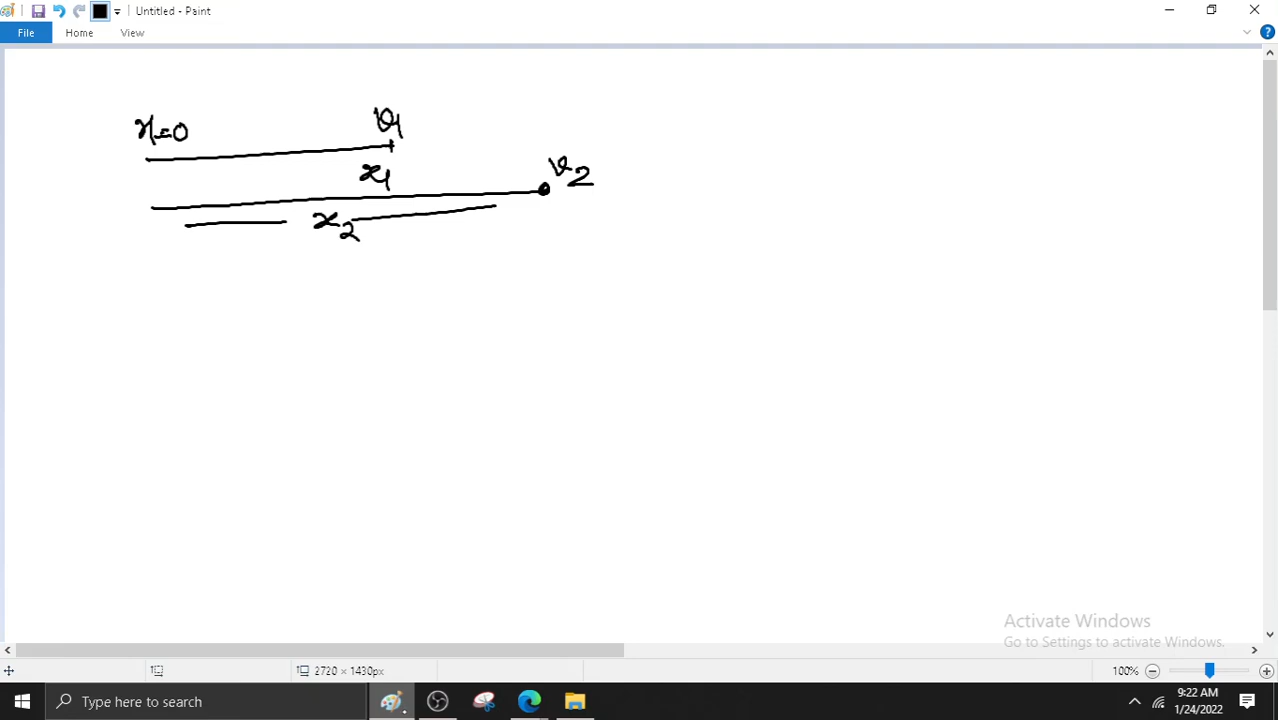 Untitled - Paint
File Home View
x=0
v1
x1
v2
x2
Activate Windows
Go to Settings to activate Windows.
2720 × 1430px
100%
Type here to search
9:22 AM
1/24/2022